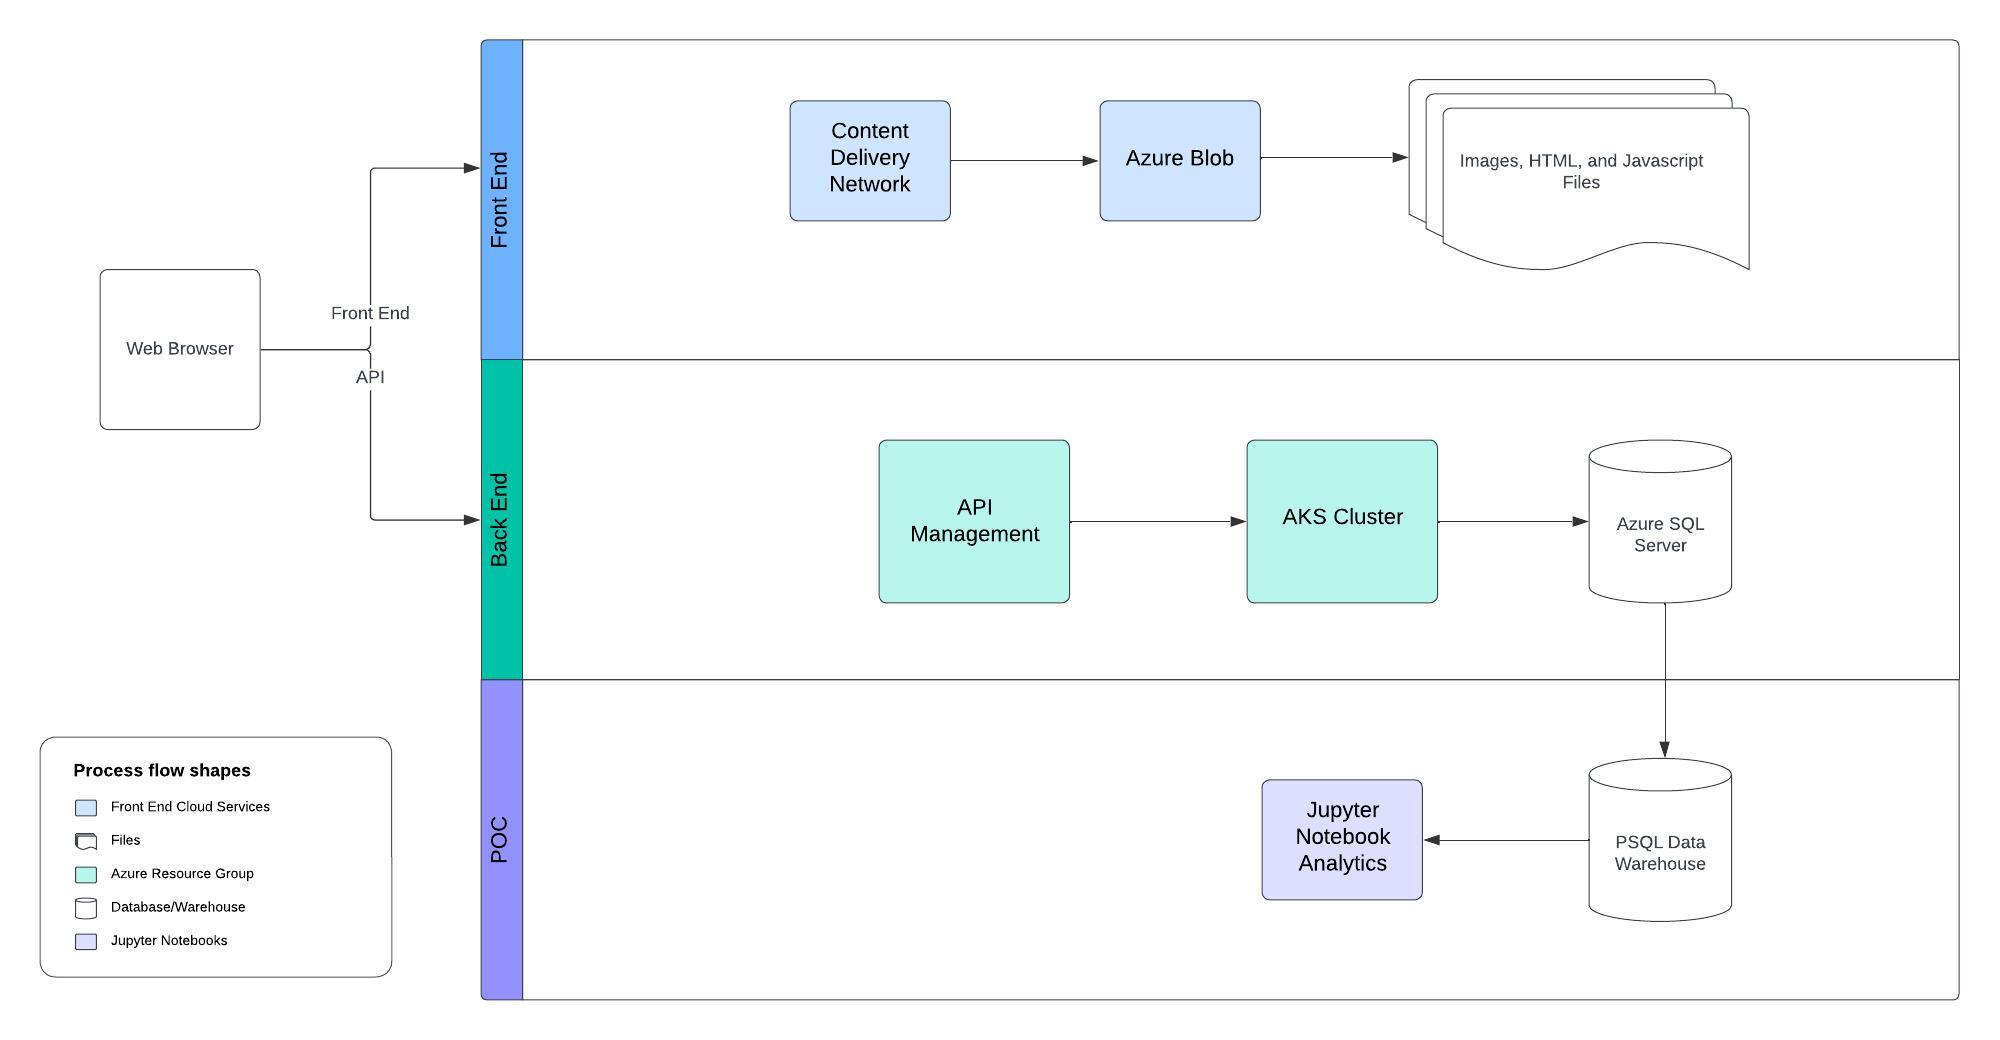 Front End
Content
Delivery
Network
Azure Blob
Images, HTML, and Javascript
Files
Web Browser
Front End
API
Back End
API
Management
AKS Cluster
Azure SQL
Server
POC
Jupyter
Notebook
Analytics
PSQL Data
Warehouse
Process flow shapes
Front End Cloud Services
Files
Azure Resource Group
Database/Warehouse
Jupyter Notebooks